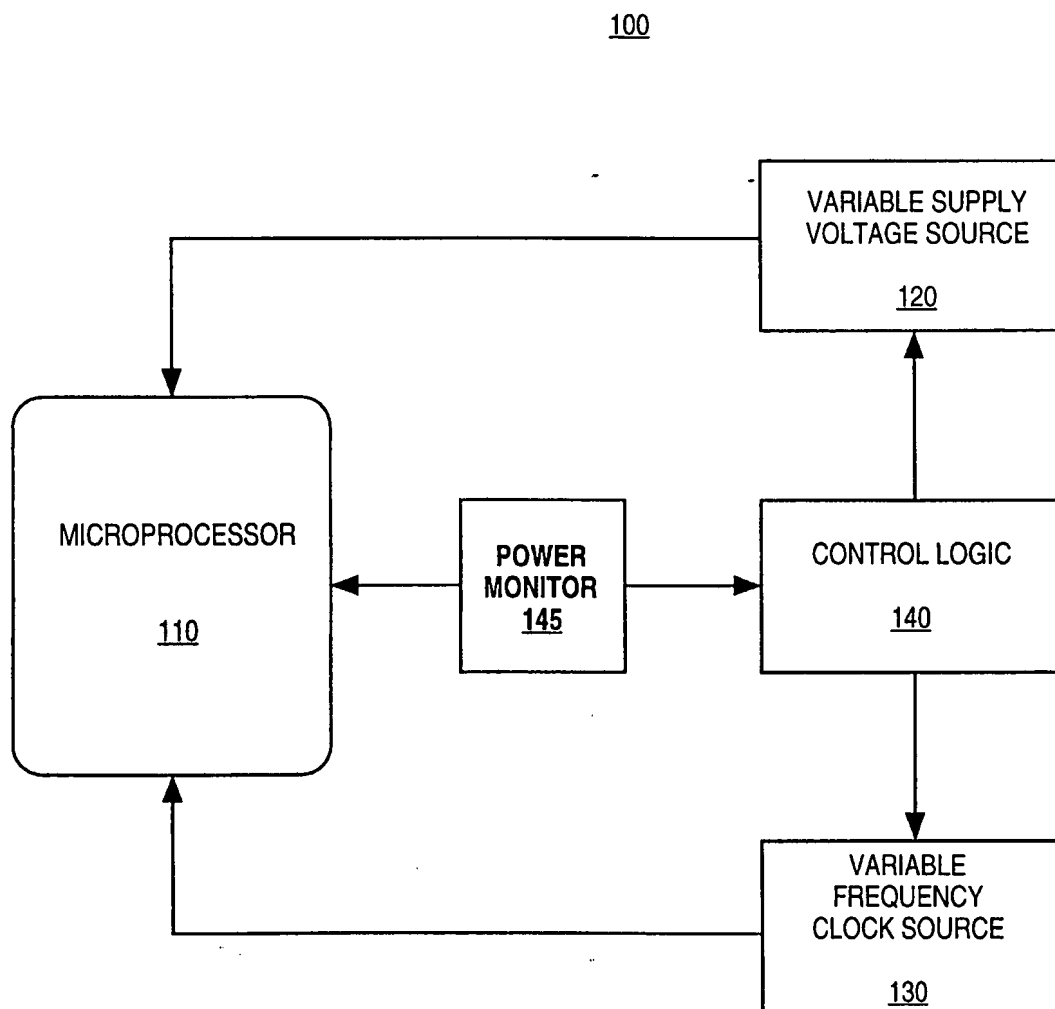 100
VARIABLE SUPPLY
VOLTAGE SOURCE
120
MICROPROCESSOR
110
POWER
MONITOR
145
CONTROL LOGIC
140
VARIABLE
FREQUENCY
CLOCK SOURCE
130